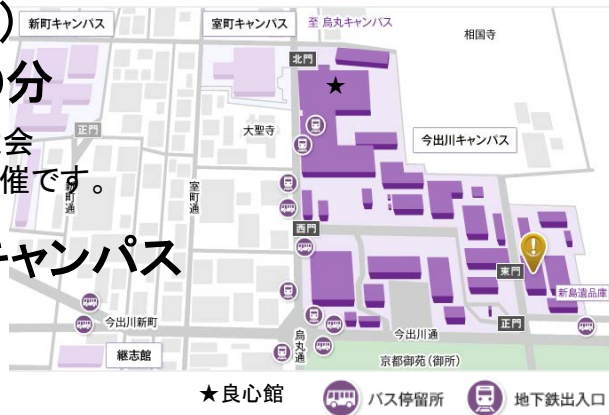 )
分
会
催です。
ャンパス
新町キャンパス
室町キャンパス
至 烏丸キャンパス
相国寺
北門
★
正門
大聖寺
今出川キャンパス
新町通
室町通
西門
東門
新島遺品庫
正門
今出川新町
烏丸通
今出川通
継志館
京都御苑(御所)
★良心館
バス停留所
地下鉄出入口